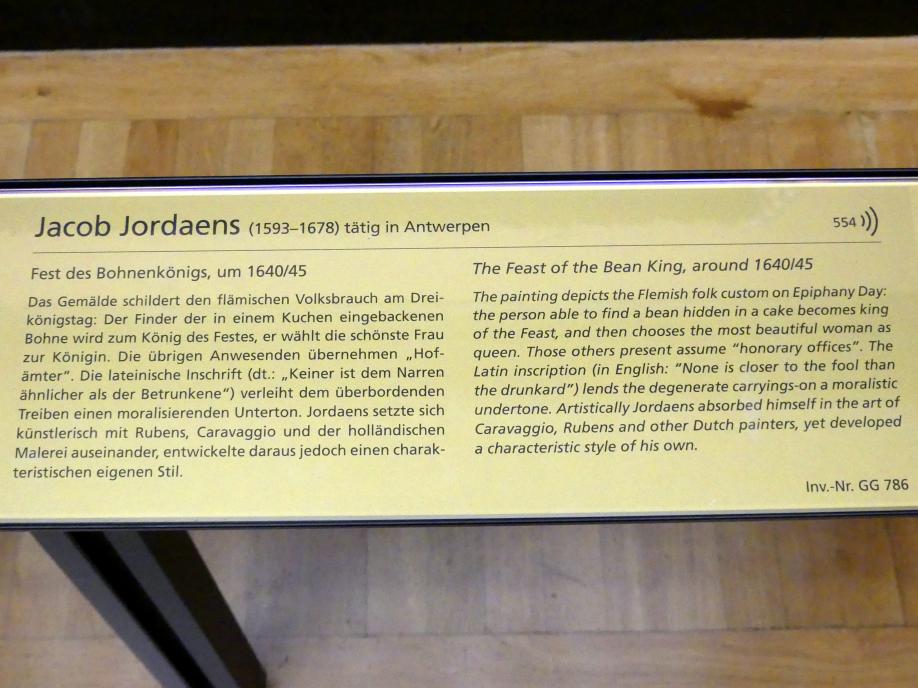 Jacob Jordaens (1593–1678) tätig in Antwerpen
554
Fest des Bohnenkönigs, um 1640/45
Das Gemälde schildert den flämischen Volksbrauch am Drei-
königstag: Der Finder der in einem Kuchen eingebackenen
Bohne wird zum König des Festes, er wählt die schönste Frau
zur Königin. Die übrigen Anwesenden übernehmen „Hof-
ämter”. Die lateinische Inschrift (dt.: „Keiner ist dem Narren
ähnlicher als der Betrunkene”) verleiht dem überbordenden
Treiben einen moralisierenden Unterton. Jordaens setzte sich
künstlerisch mit Rubens, Caravaggio und der holländischen
Malerei auseinander, entwickelte daraus jedoch einen charak-
teristischen eigenen Stil.
The Feast of the Bean King, around 1640/45
The painting depicts the Flemish folk custom on Epiphany Day:
the person able to find a bean hidden in a cake becomes king
of the Feast, and then chooses the most beautiful woman as
queen. Those others present assume “honorary offices”. The
Latin inscription (in English: “None is closer to the fool than
the drunkard”) lends the degenerate carryings-on a moralistic
undertone. Artistically Jordaens absorbed himself in the art of
Caravaggio, Rubens and other Dutch painters, yet developed
a characteristic style of his own.
Inv.-Nr. GG 786